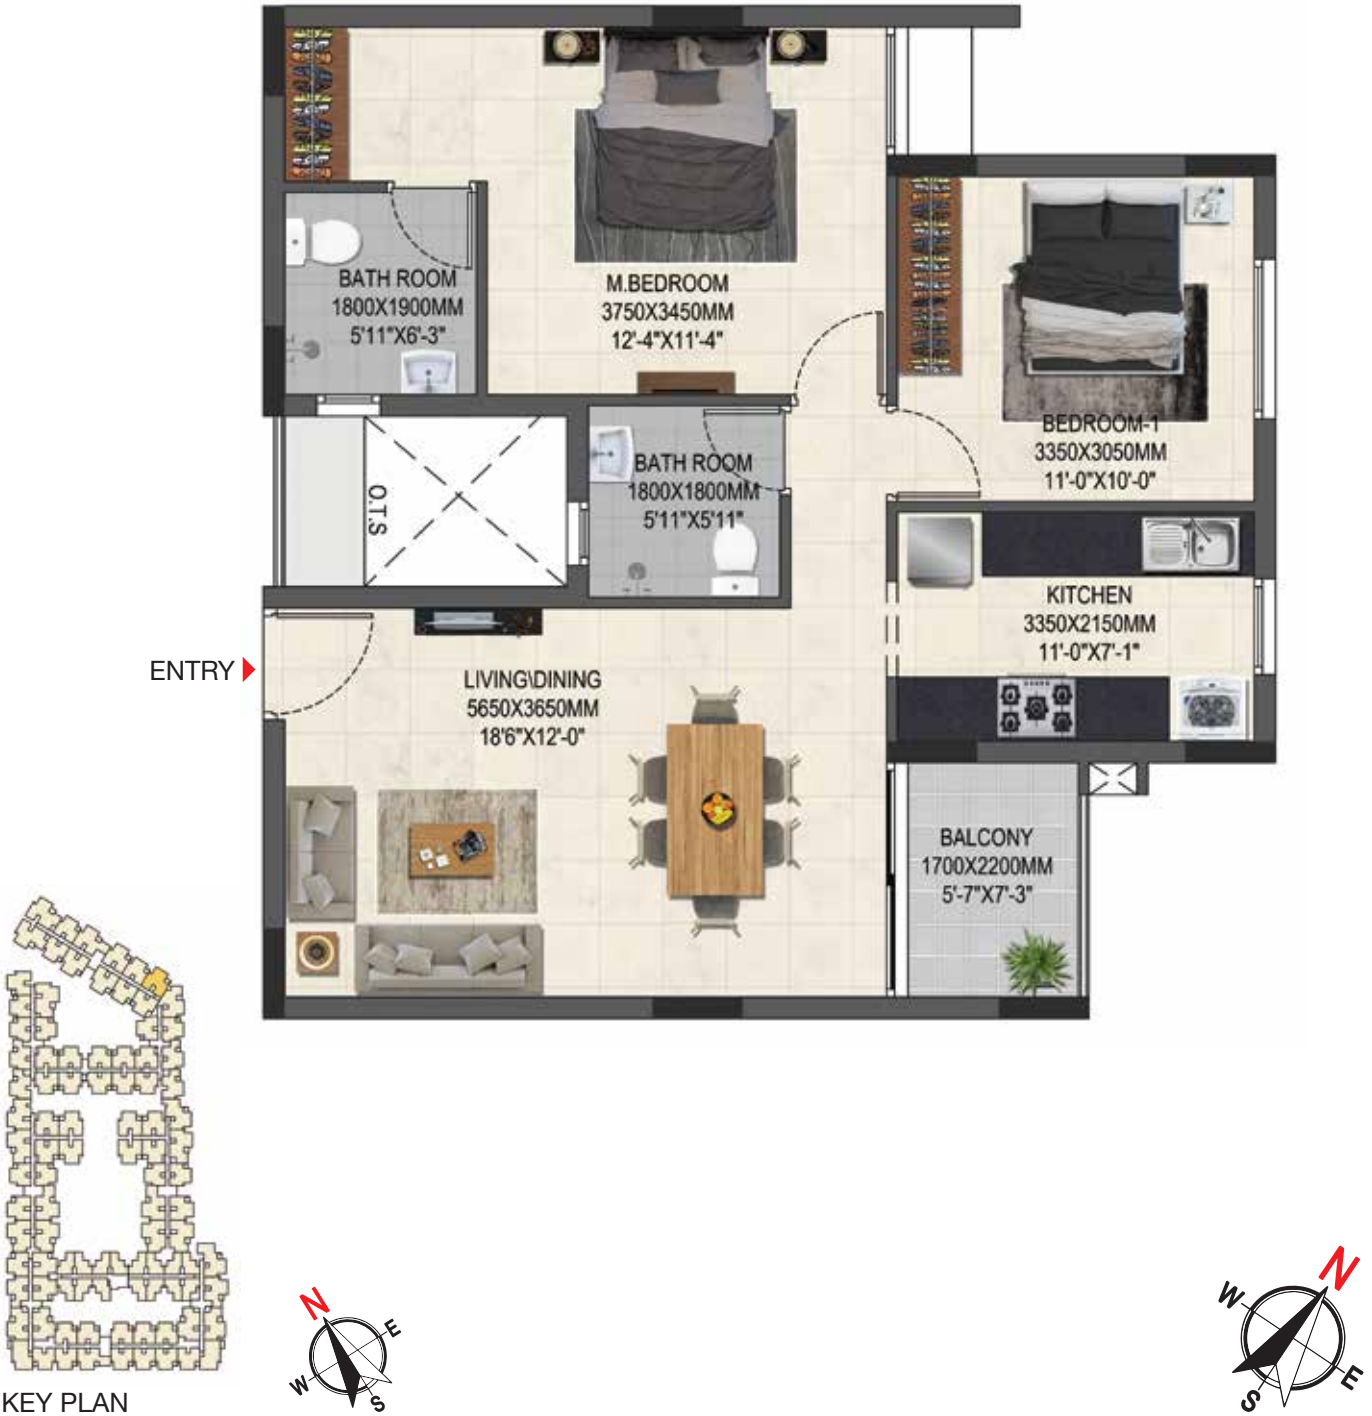 BATH ROOM
1800X1900MM
5'11"X6'-3"
M.BEDROOM
3750X3450MM
12'-4"X11'-4"
BEDROOM-1
3350X3050MM
11'-0"X10'-0"
O.T.S
BATH ROOM
1800X1800MM
5'11"X5'11"
KITCHEN
3350X2150MM
11'-0"X7'-1"
ENTRY
LIVING\DINING
5650X3650MM
18'6"X12'-0"
BALCONY
1700X2200MM
5'-7"X7'-3"
KEY PLAN
N
E
W
S
N
W
E
S